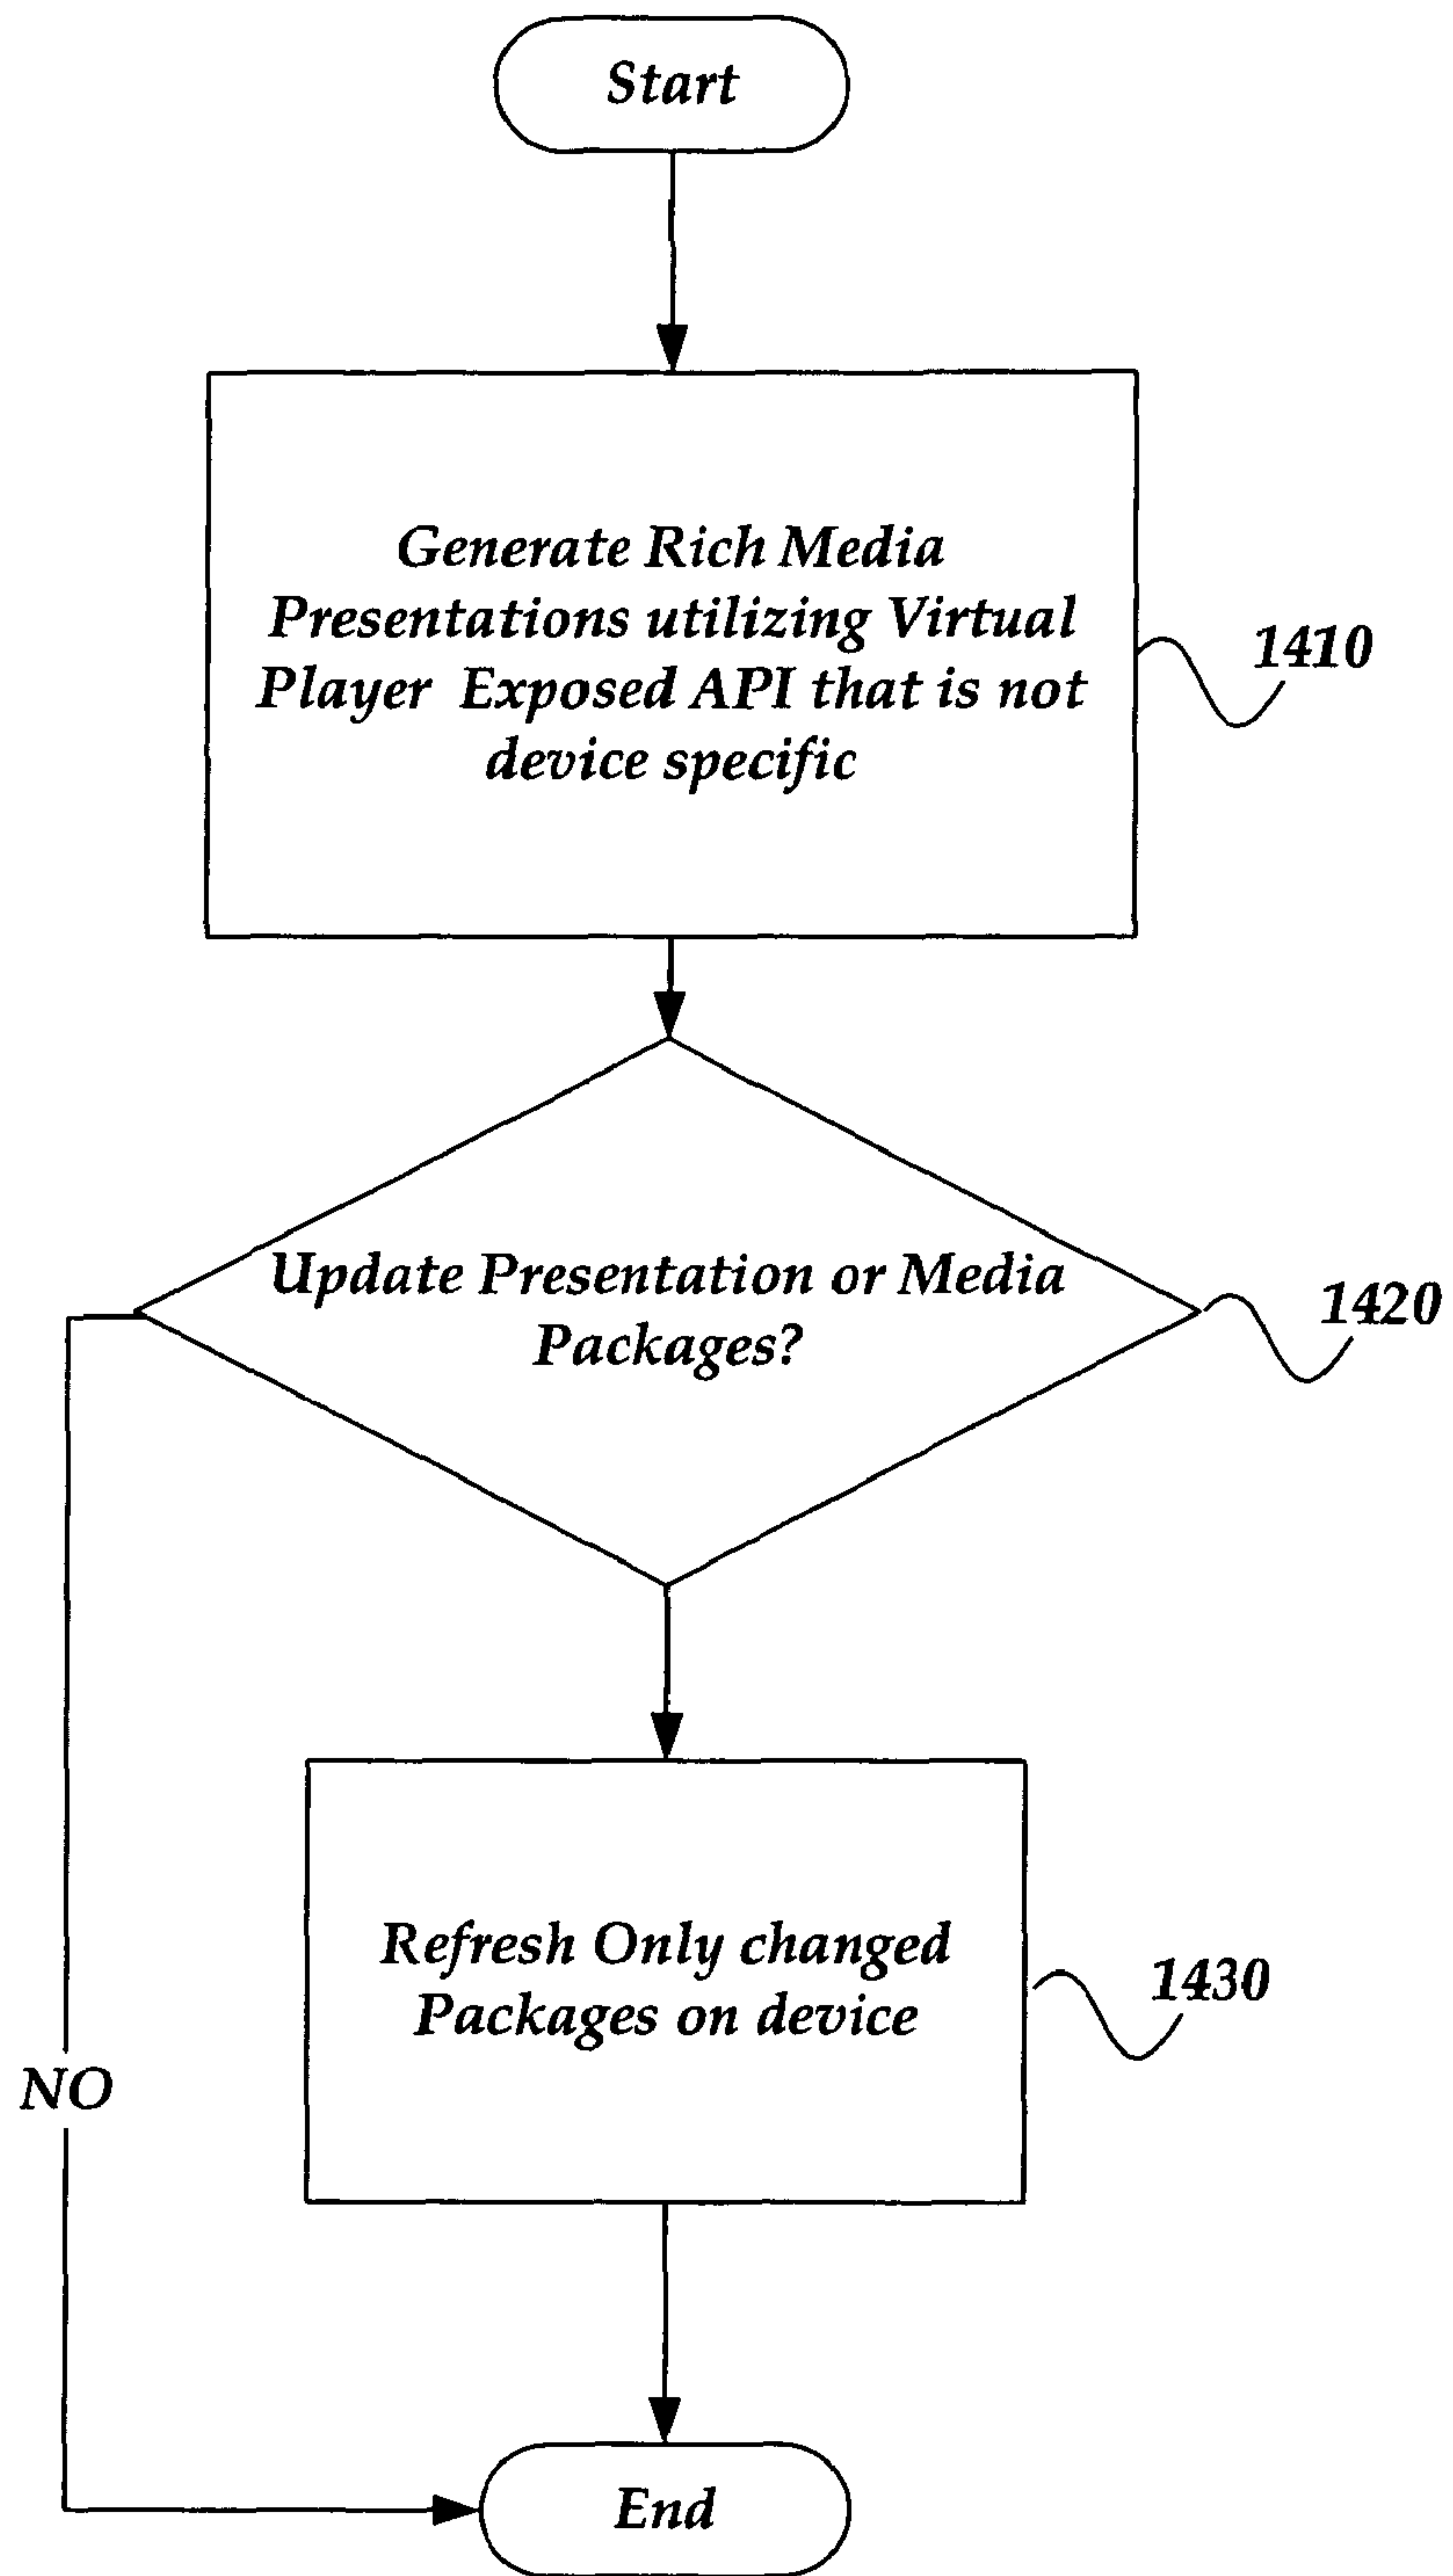 Start
Generate Rich Media
Presentations utilizing Virtual
Player Exposed API that is not
device specific
1410
Update Presentation or Media
Packages?
1420
Refresh Only changed
Packages on device
1430
NO
End